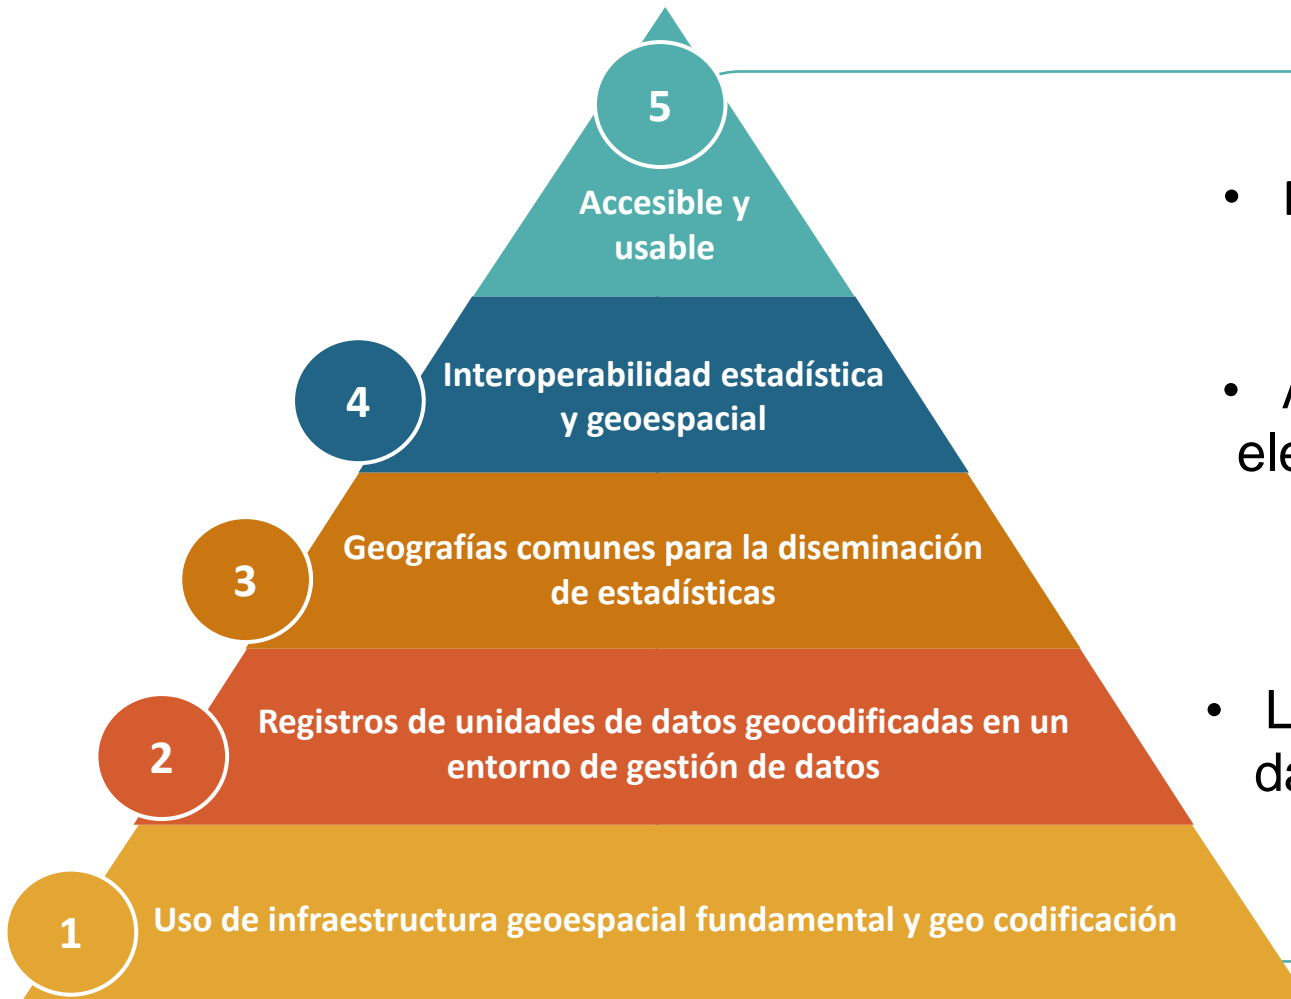 5
Accesible y
usable
4
Interoperabilidad estadística
y geoespacial
3
Geografías comunes para la diseminación
de estadísticas
2
Registros de unidades de datos geocodificadas en un
entorno de gestión de datos
1
Uso de infraestructura geoespacial fundamental y geo codificación